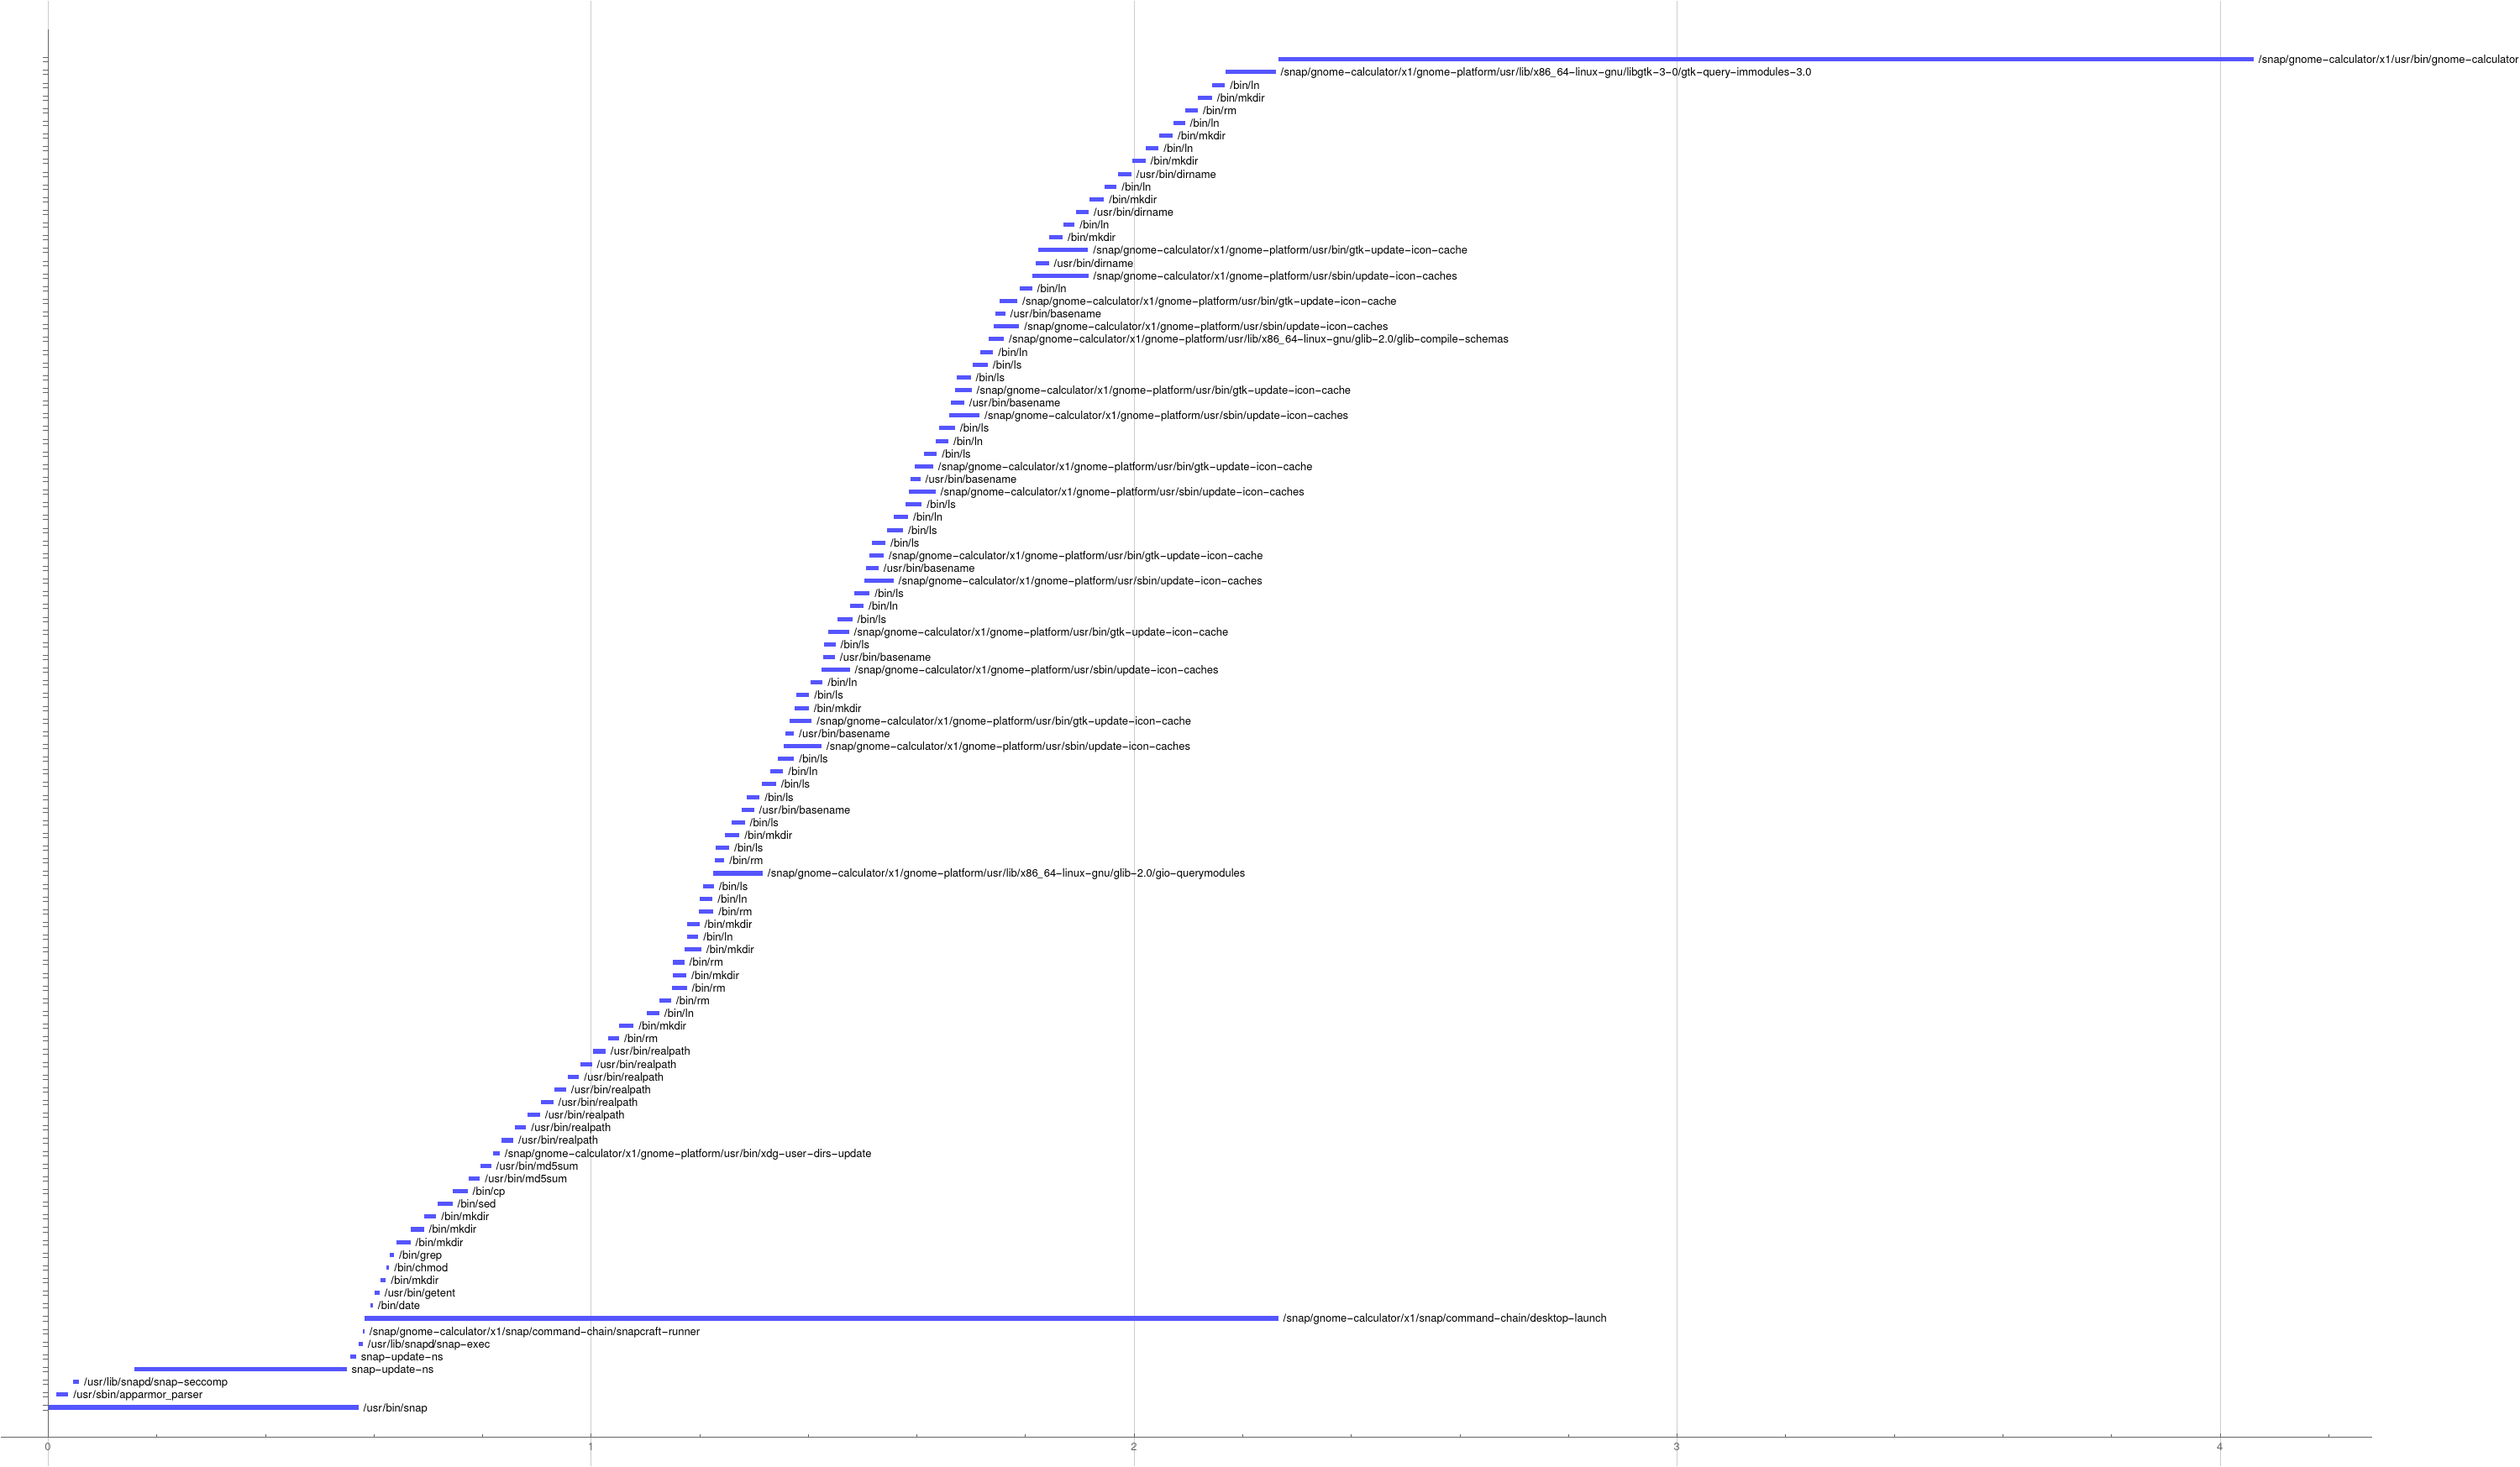 /snap/gnome-calculator/x1/usr/bin/gnome-calculator
/snap/gnome-calculator/x1/gnome-platform/usr/lib/x86_64-linux-gnu/libgtk-3-0/gtk-query-immodules-3.0
/bin/ln
/bin/mkdir
/bin/rm
/bin/ln
/bin/mkdir
/bin/ln
/bin/mkdir
/usr/bin/dirname
/bin/ln
/bin/mkdir
/usr/bin/dirname
/bin/ln
/bin/mkdir
/snap/gnome-calculator/x1/gnome-platform/usr/bin/gtk-update-icon-cache
/usr/bin/dirname
/snap/gnome-calculator/x1/gnome-platform/usr/sbin/update-icon-caches
/bin/ln
/snap/gnome-calculator/x1/gnome-platform/usr/bin/gtk-update-icon-cache
/usr/bin/basename
/snap/gnome-calculator/x1/gnome-platform/usr/sbin/update-icon-caches
/snap/gnome-calculator/x1/gnome-platform/usr/lib/x86_64-linux-gnu/glib-2.0/glib-compile-schemas
/bin/ln
/bin/ls
/bin/ls
/snap/gnome-calculator/x1/gnome-platform/usr/bin/gtk-update-icon-cache
/usr/bin/basename
/snap/gnome-calculator/x1/gnome-platform/usr/sbin/update-icon-caches
/bin/ls
/bin/ln
/bin/ls
/snap/gnome-calculator/x1/gnome-platform/usr/bin/gtk-update-icon-cache
/usr/bin/basename
/snap/gnome-calculator/x1/gnome-platform/usr/sbin/update-icon-caches
/bin/ls
/bin/ln
/bin/ls
/bin/ls
/snap/gnome-calculator/x1/gnome-platform/usr/bin/gtk-update-icon-cache
/usr/bin/basename
/snap/gnome-calculator/x1/gnome-platform/usr/sbin/update-icon-caches
/bin/ls
/bin/ln
/bin/ls
/snap/gnome-calculator/x1/gnome-platform/usr/bin/gtk-update-icon-cache
/bin/ls
/usr/bin/basename
/snap/gnome-calculator/x1/gnome-platform/usr/sbin/update-icon-caches
/bin/ln
/bin/ls
/bin/mkdir
/snap/gnome-calculator/x1/gnome-platform/usr/bin/gtk-update-icon-cache
/usr/bin/basename
/snap/gnome-calculator/x1/gnome-platform/usr/sbin/update-icon-caches
/bin/ls
/bin/ln
/bin/ls
/bin/ls
/usr/bin/basename
/bin/ls
/bin/mkdir
/bin/ls
/bin/rm
/snap/gnome-calculator/x1/gnome-platform/usr/lib/x86_64-linux-gnu/glib-2.0/gio-querymodules
/bin/ls
/bin/ln
/bin/rm
/bin/mkdir
/bin/ln
/bin/mkdir
/bin/rm
/bin/mkdir
/bin/rm
/bin/rm
/bin/ln
/bin/mkdir
/bin/rm
/usr/bin/realpath
/usr/bin/realpath
/usr/bin/realpath
/usr/bin/realpath
/usr/bin/realpath
/usr/bin/realpath
/usr/bin/realpath
/usr/bin/realpath
/snap/gnome-calculator/x1/gnome-platform/usr/bin/xdg-user-dirs-update
/usr/bin/md5sum
/usr/bin/md5sum
/bin/cp
/bin/sed
/bin/mkdir
/bin/mkdir
/bin/mkdir
/bin/grep
/bin/chmod
/bin/mkdir
/usr/bin/getent
/bin/date
/snap/gnome-calculator/x1/snap/command-chain/desktop-launch
/snap/gnome-calculator/x1/snap/command-chain/snapcraft-runner
/usr/lib/snapd/snap-exec
snap-update-ns
snap-update-ns
/usr/lib/snapd/snap-seccomp
/usr/sbin/apparmor_parser
/usr/bin/snap
0 1 2 3 4